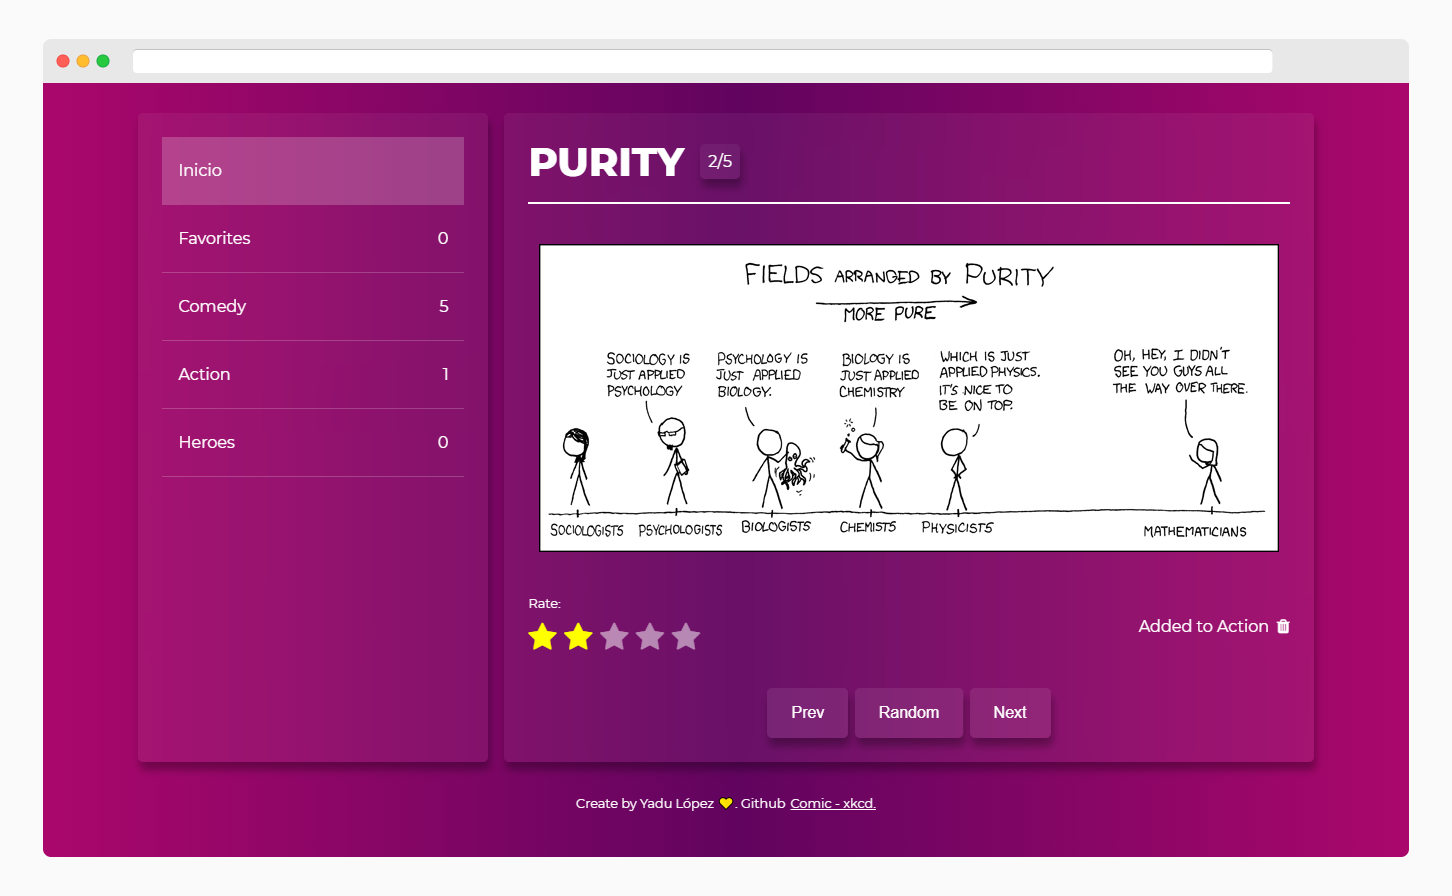 Inicio
Favorites 0
Comedy 5
Action 1
Heroes 0
PURITY 2/5
FIELDS ARRANGED BY PURITY
MORE PURE
SOCIOLOGY IS
JUST APPLIED
PSYCHOLOGY
PSYCHOLOGY IS
JUST APPLIED
BIOLOGY.
BIOLOGY IS
JUST APPLIED
CHEMISTRY
WHICH IS JUST
APPLIED PHYSICS.
IT'S NICE TO
BE ON TOP.
OH, HEY, I DIDN'T
SEE YOU GUYS ALL
THE WAY OVER THERE.
SOCIOLOGISTS
PSYCHOLOGISTS
BIOLOGISTS
CHEMISTS
PHYSICISTS
MATHEMATICIANS
Rate:
Added to Action
Prev
Random
Next
Create by Yadu López 💛. Github Comic - xkcd.